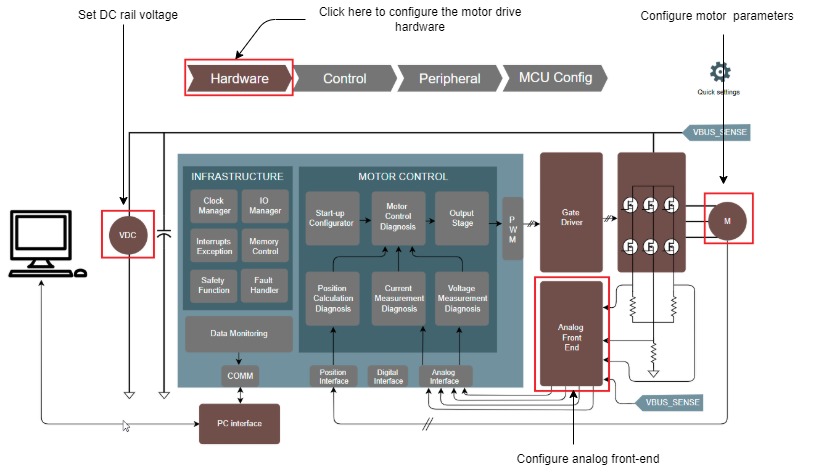 Set DC rail voltage
Click here to configure the motor drive
hardware
Configure motor parameters
Hardware
Control
Peripheral
MCU Config
Quick settings
VBUS_SENSE
INFRASTRUCTURE
MOTOR CONTROL
Clock
Manager
IO
Manager
Interrupts
Exception
Memory
Control
Safety
Function
Fault
Handler
Start-up
Configurator
Motor
Control
Diagnosis
Output
Stage
P
W
M
Gate
Driver
M
VDC
Position
Calculation
Diagnosis
Current
Measurement
Diagnosis
Voltage
Measurement
Diagnosis
Data Monitoring
Analog
Front
End
COMM
Position
Interface
Digital
Interface
Analog
Interface
VBUS_SENSE
PC interface
Configure analog front-end